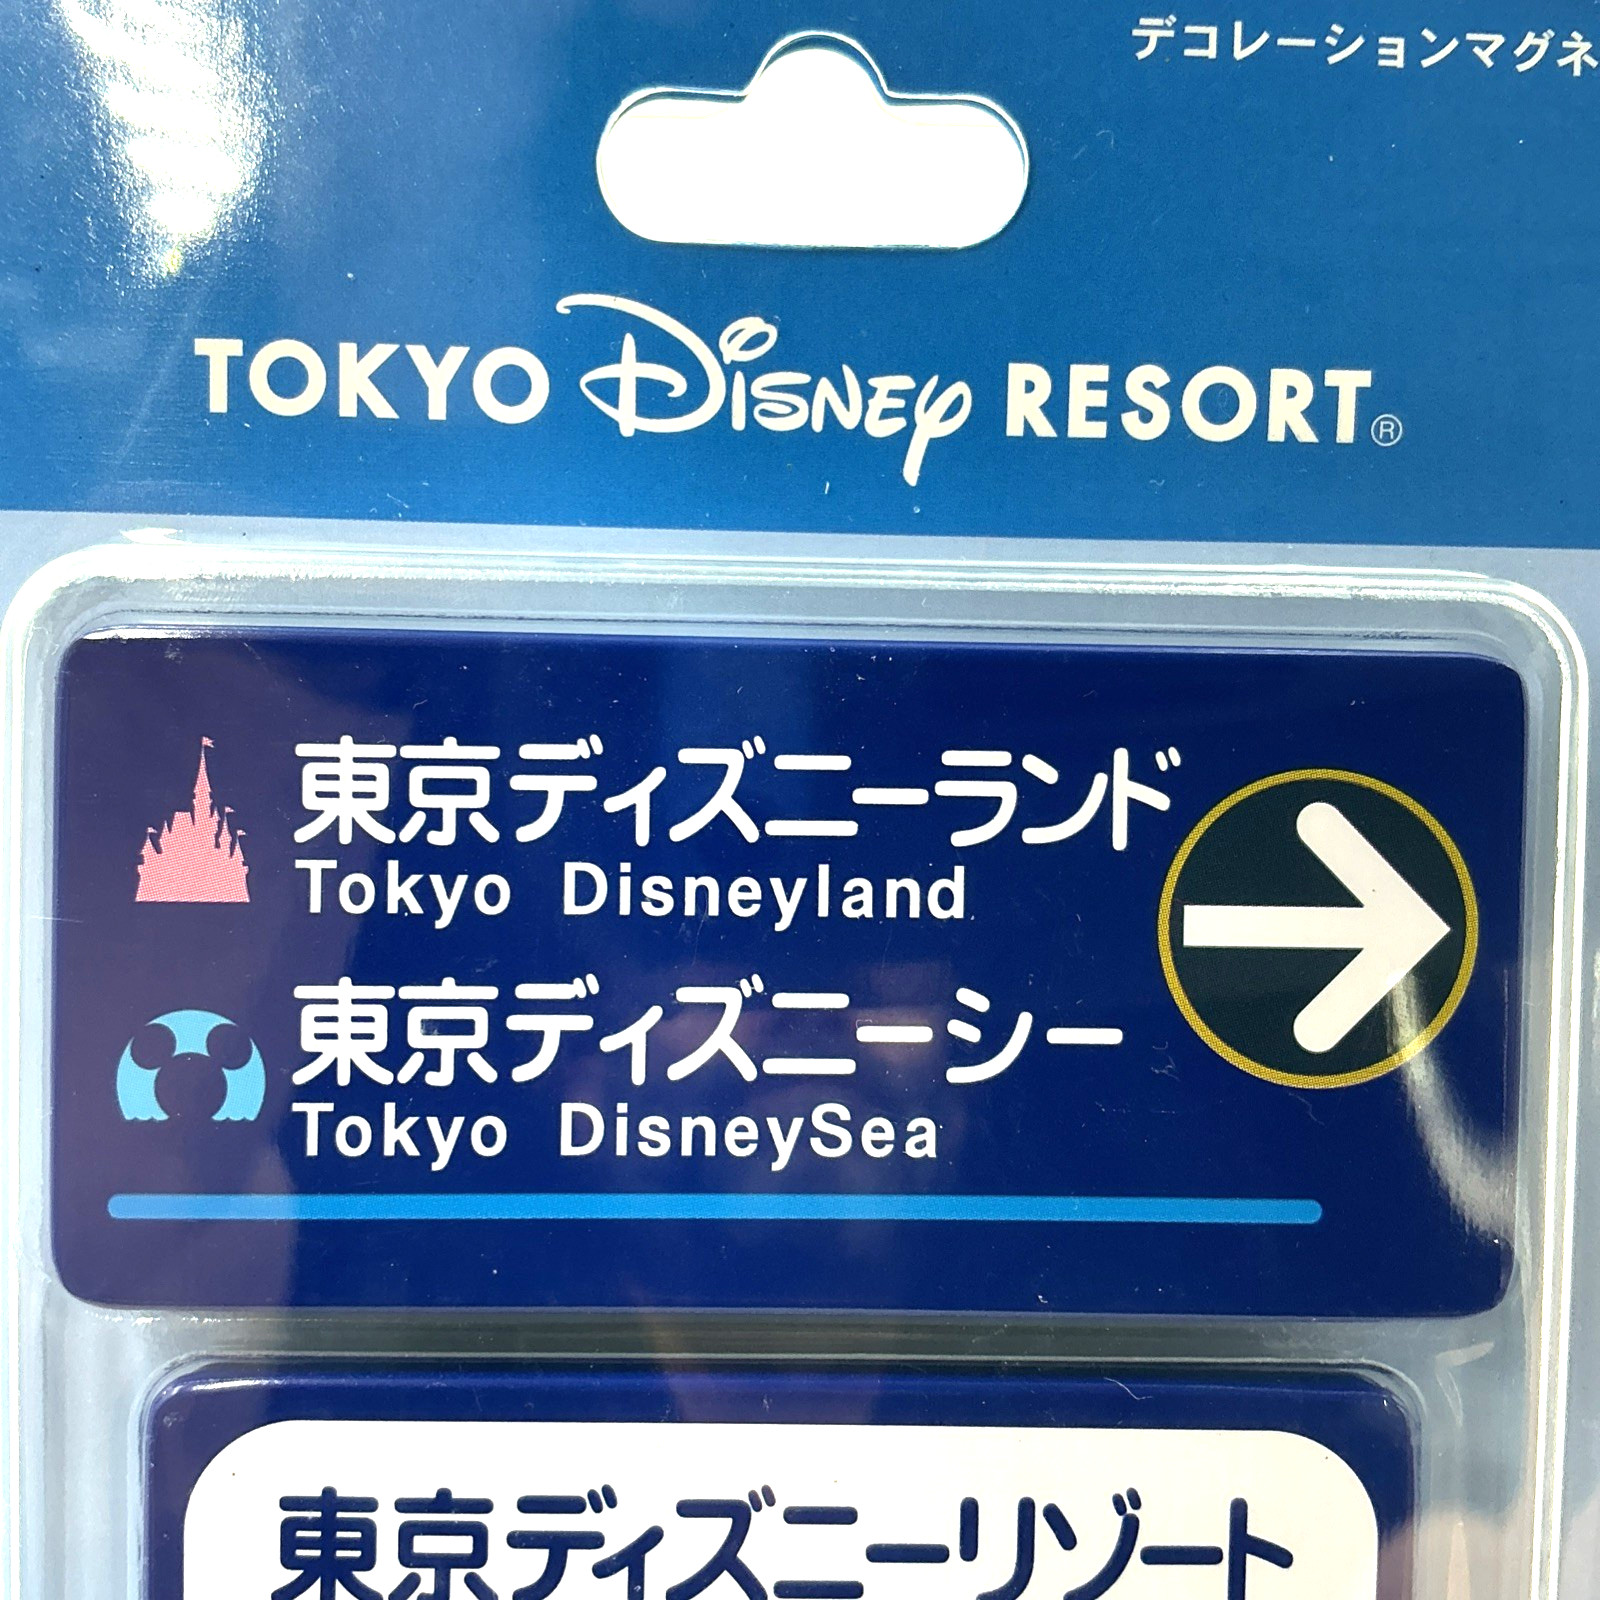 デコレーションマグネ
TOKYO Disney RESORT®
東京ディズニーランド
Tokyo Disneyland
東京ディズニーシー
Tokyo DisneySea
東京ディズニーリゾート